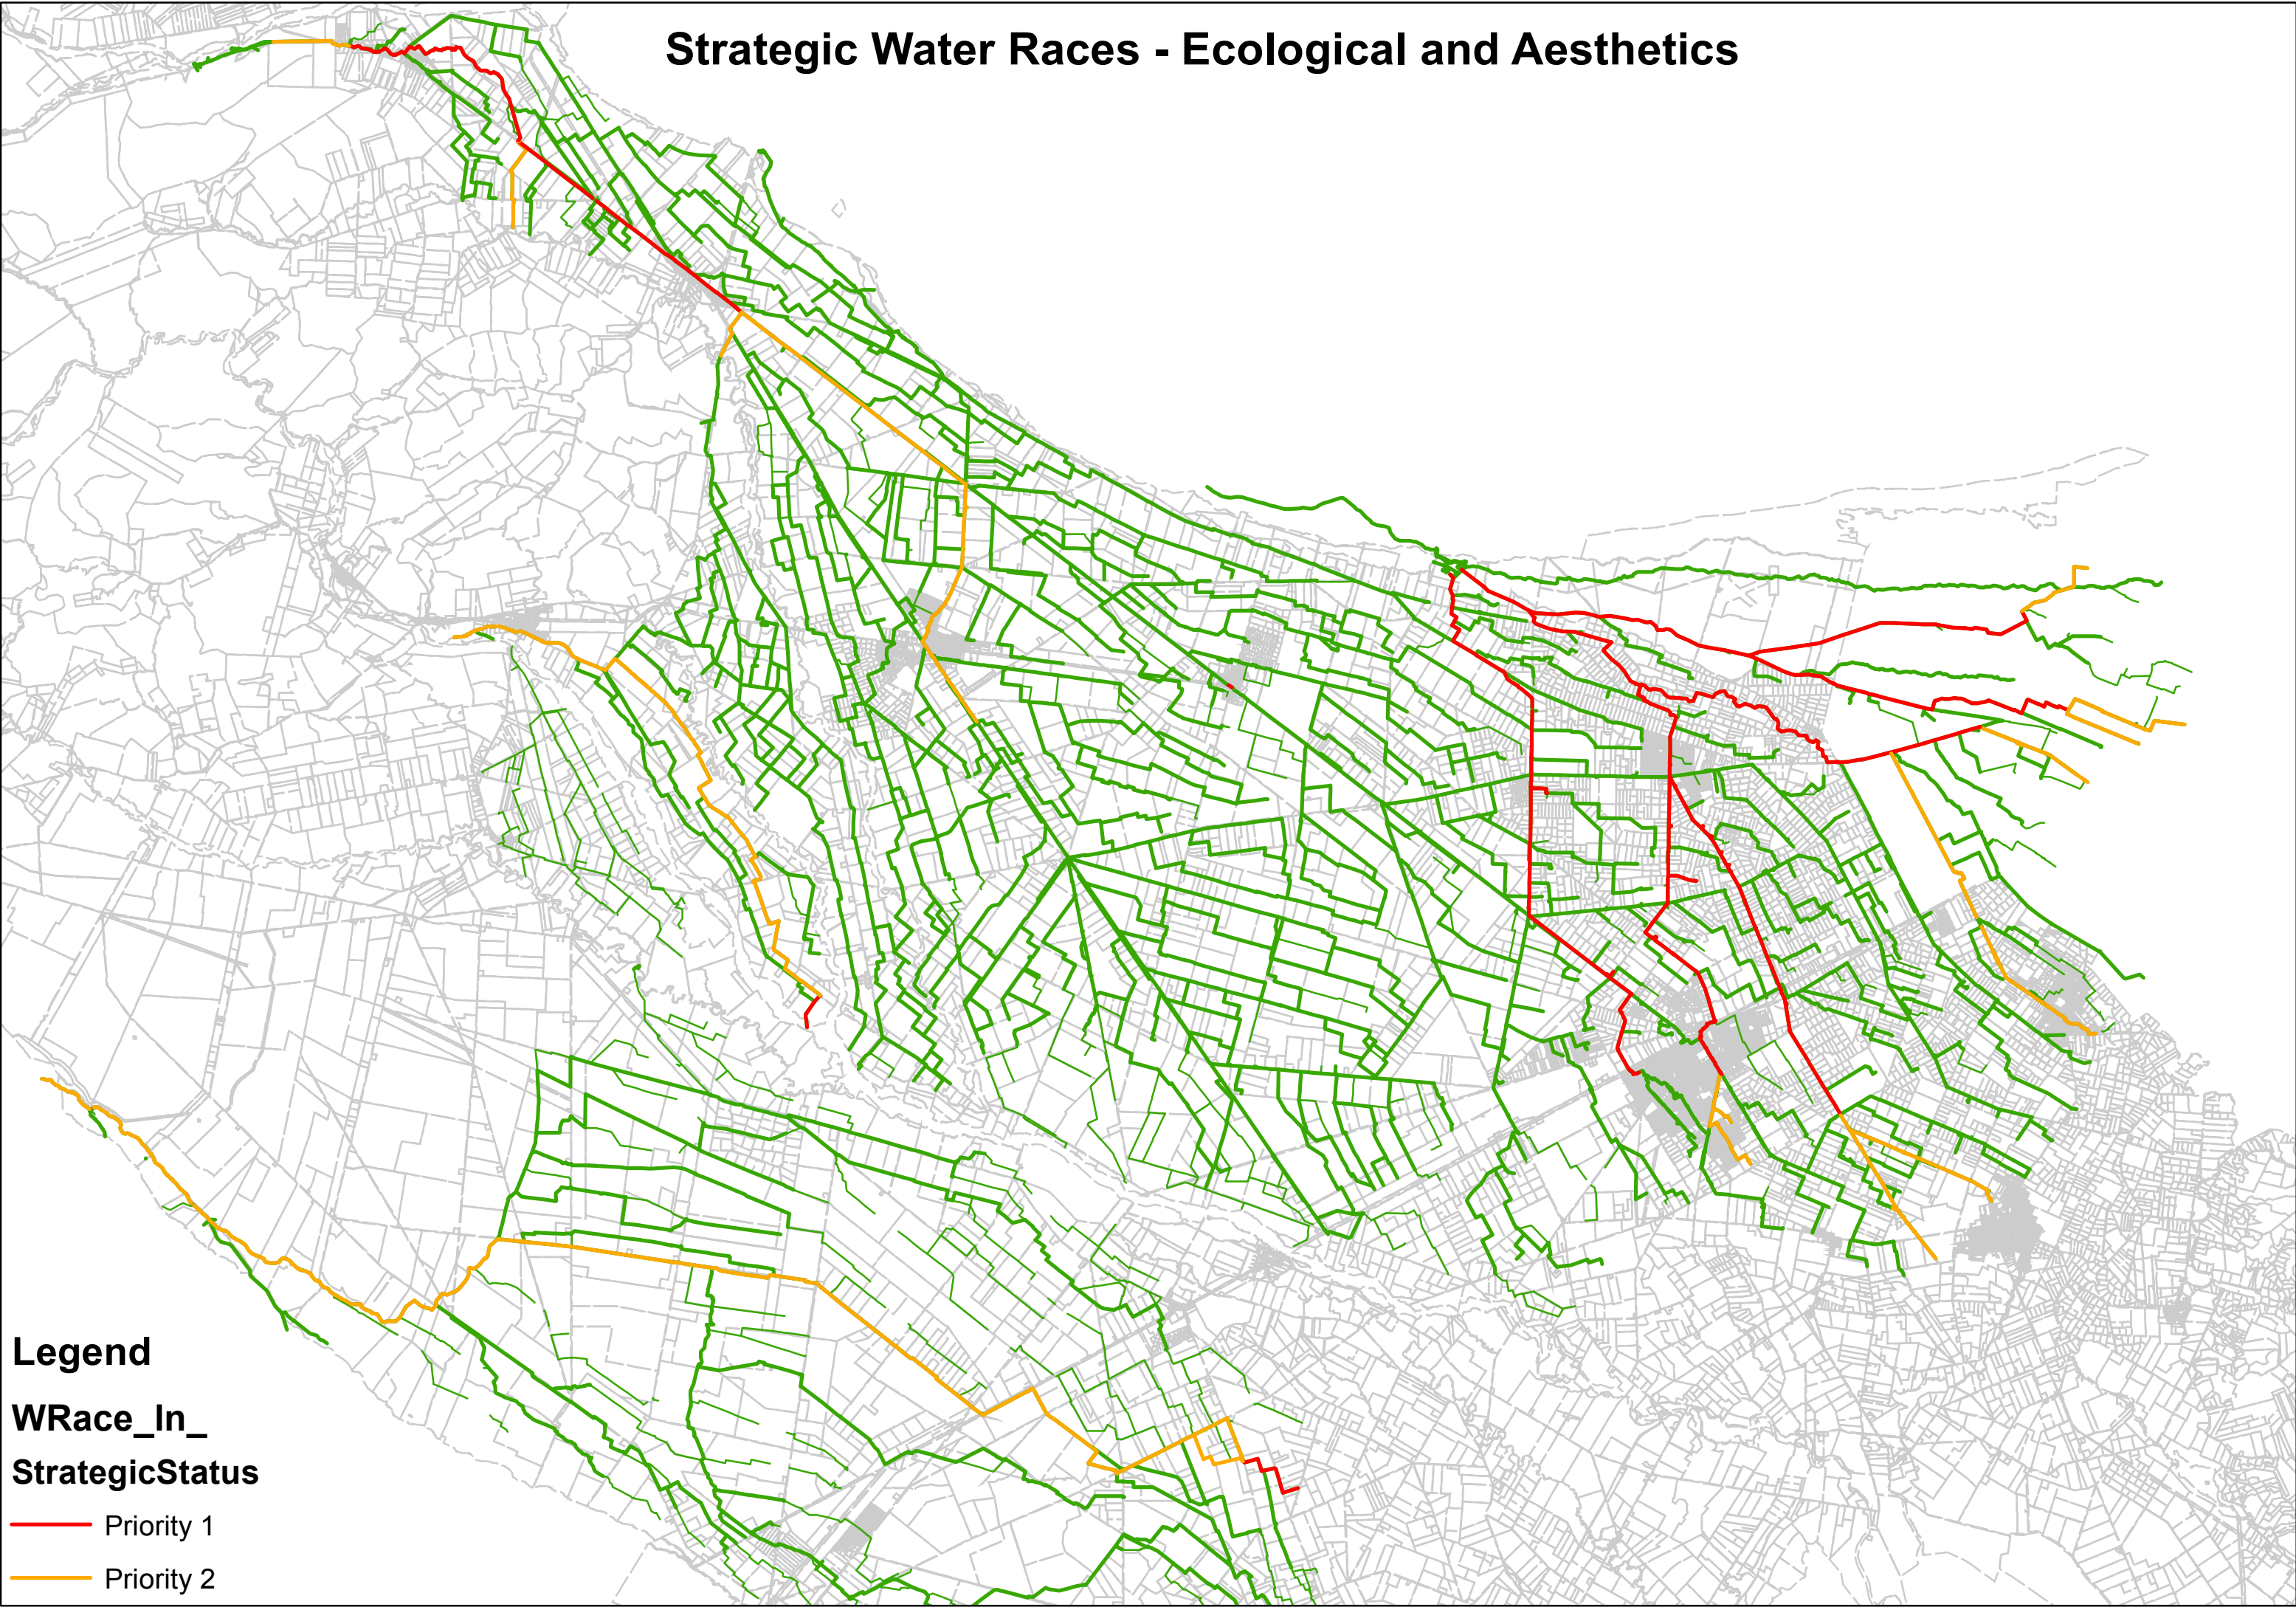 Strategic Water Races - Ecological and Aesthetics
Legend
WRace_In_
StrategicStatus
Priority 1
Priority 2